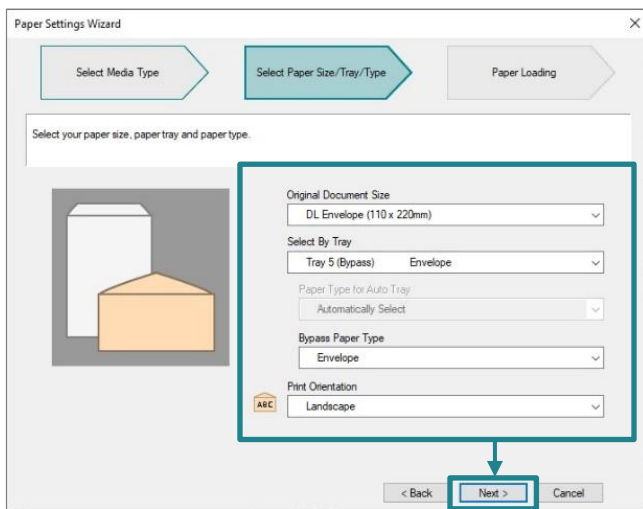 Paper Settings Wizard
Select Media Type
Select Paper Size/Tray/Type
Paper Loading
Select your paper size, paper tray and paper type.
Original Document Size
DL Envelope (110 x 220mm)
Select By Tray
Tray 5 (Bypass) Envelope
Paper Type for Auto Tray
Automatically Select
Bypass Paper Type
Envelope
Print Orientation
ABC
Landscape
< Back Next > Cancel